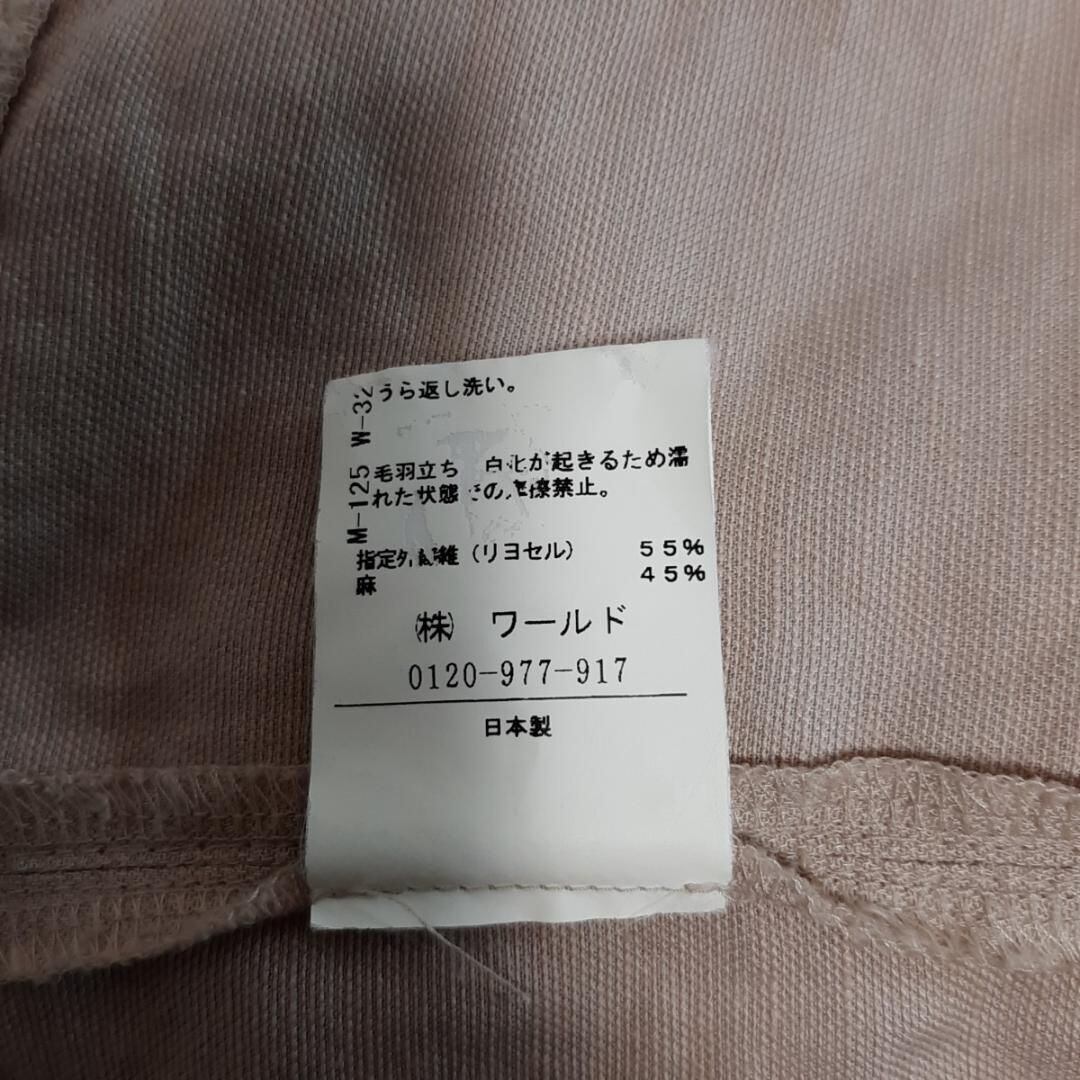 うら返し洗い。
M-125 W-32
毛羽立ち 白化が起きるため濡
れた状態での摩擦禁止。
指定外繊維(リヨセル) 55%
麻 45%
㈱ ワールド
0120-977-917
日本製